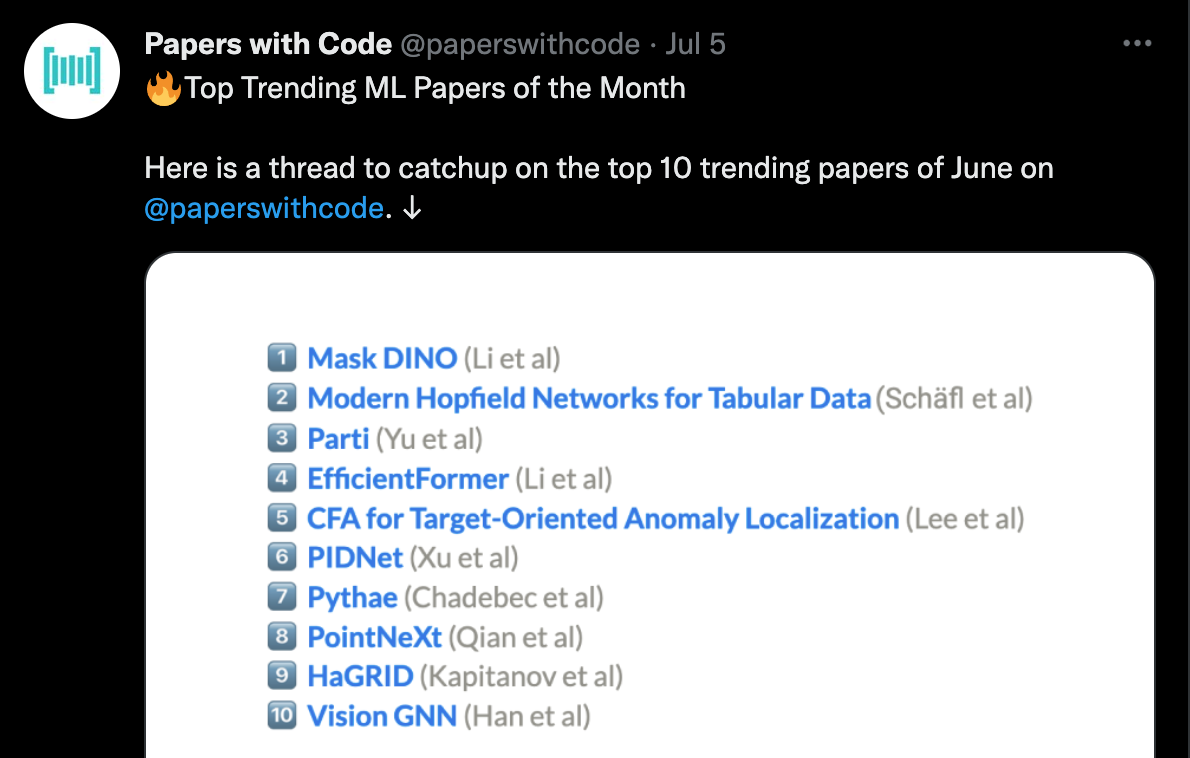 Papers with Code @paperswithcode · Jul 5
🔥Top Trending ML Papers of the Month
Here is a thread to catchup on the top 10 trending papers of June on
@paperswithcode. ↓
1️⃣ Mask DINO (Li et al)
2️⃣ Modern Hopfield Networks for Tabular Data (Schäfl et al)
3️⃣ Parti (Yu et al)
4️⃣ EfficientFormer (Li et al)
5️⃣ CFA for Target-Oriented Anomaly Localization (Lee et al)
6️⃣ PIDNet (Xu et al)
7️⃣ Pythae (Chadebec et al)
8️⃣ PointNeXt (Qian et al)
9️⃣ HaGRID (Kapitanov et al)
🔟 Vision GNN (Han et al)